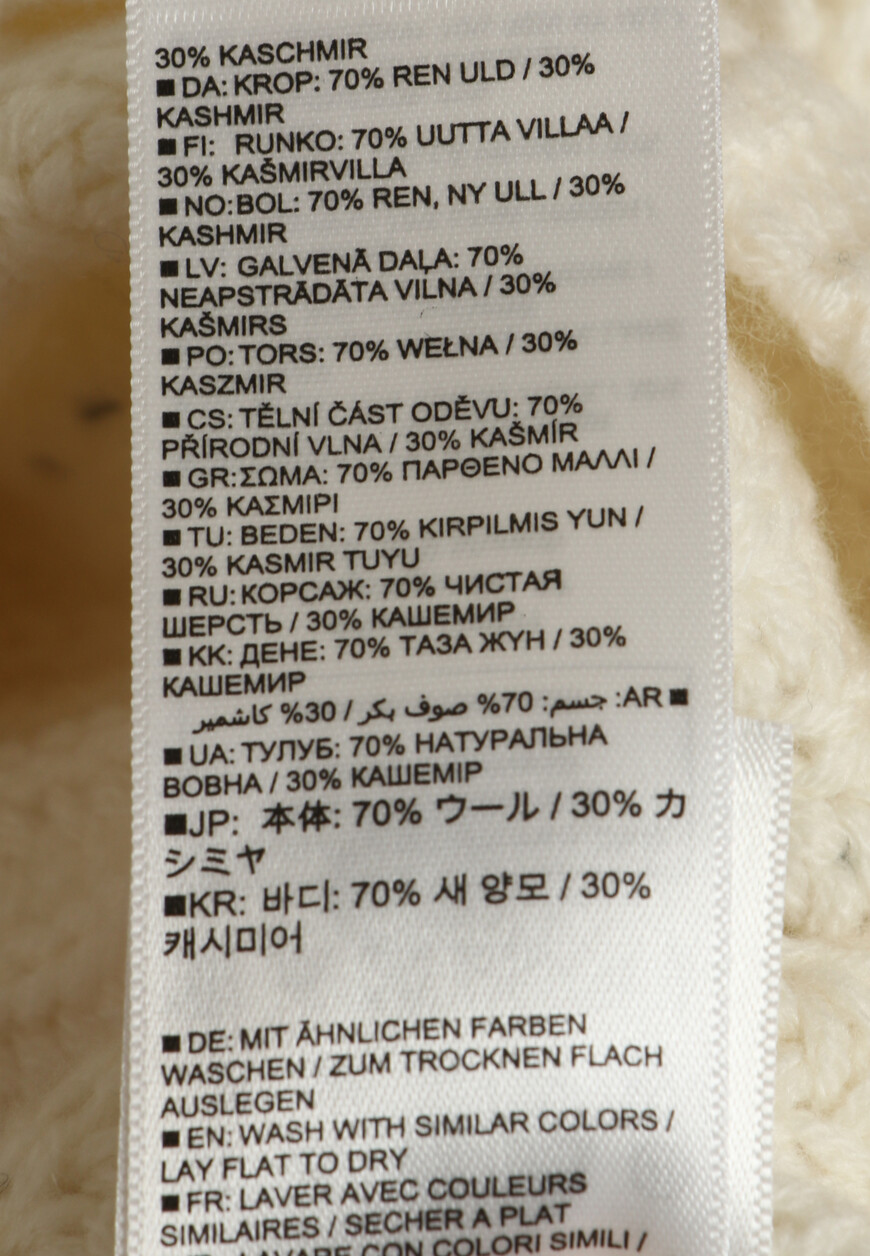 30% KASCHMIR
■ DA: KROP: 70% REN ULD / 30%
KASHMIR
■ FI: RUNKO: 70% UUTTA VILLAA /
30% KAŠMIRVILLA
■ NO: BOL: 70% REN, NY ULL / 30%
KASHMIR
■ LV: GALVENĀ DAĻA: 70%
NEAPSTRĀDĀTA VILNA / 30%
KAŠMIRS
■ PO: TORS: 70% WEŁNA / 30%
KASZMIR
■ CS: TĚLNÍ ČÁST ODĚVU: 70%
PŘÍRODNÍ VLNA / 30% KAŠMÍR
■ GR: ΣΩΜΑ: 70% ΠΑΡΘΕΝΟ ΜΑΛΛΙ /
30% ΚΑΣΜΙΡΙ
■ TU: BEDEN: 70% KIRPILMIS YUN /
30% KASMIR TUYU
■ RU: КОРСАЖ: 70% ЧИСТАЯ
ШЕРСТЬ / 30% КАШЕМИР
■ KK: ДЕНЕ: 70% ТАЗА ЖҮН / 30%
КАШЕМИР
■ AR: جسم: 70% صوف بكر / 30% كاشمير
■ UA: ТУЛУБ: 70% НАТУРАЛЬНА
ВОВНА / 30% КАШЕМІР
■JP: 本体: 70% ウール / 30% カ
シミヤ
■KR: 바디: 70% 새 양모 / 30%
캐시미어
■ DE: MIT ÄHNLICHEN FARBEN
WASCHEN / ZUM TROCKNEN FLACH
AUSLEGEN
■ EN: WASH WITH SIMILAR COLORS /
LAY FLAT TO DRY
■ FR: LAVER AVEC COULEURS
SIMILAIRES / SECHER A PLAT
LAVARE CON COLORI SIMILI /